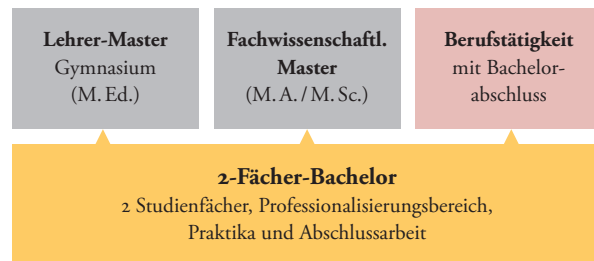 Lehrer-Master
Gymnasium
(M. Ed.)
Fachwissenschaftl.
Master
(M. A. / M. Sc.)
Berufstätigkeit
mit Bachelor-
abschluss
2-Fächer-Bachelor
2 Studienfächer, Professionalisierungsbereich,
Praktika und Abschlussarbeit